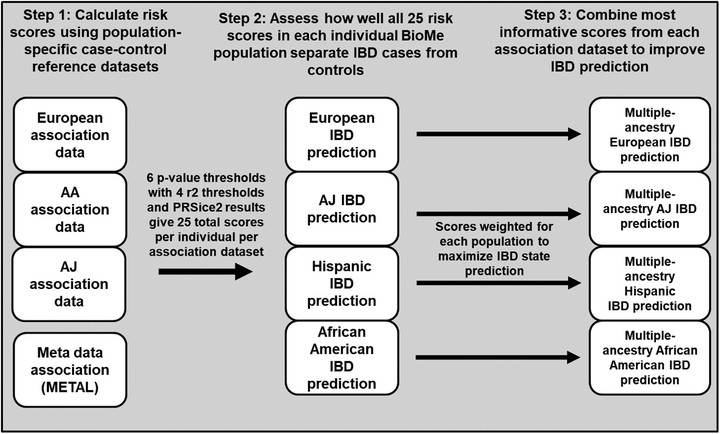 Step 1: Calculate risk
scores using population-
specific case-control
reference datasets
European
association
data
AA
association
data
AJ
association
data
Meta data
association
(METAL)
6 p-value thresholds
with 4 r2 thresholds
and PRSice2 results
give 25 total scores
per individual per
association dataset
Step 2: Assess how well all 25 risk
scores in each individual BioMe
population separate IBD cases from
controls
European
IBD
prediction
AJ IBD
prediction
Hispanic
IBD
prediction
African
American
IBD
prediction
Scores weighted for
each population to
maximize IBD state
prediction
Step 3: Combine most
informative scores from each
association dataset to improve
IBD prediction
Multiple-
ancestry
European IBD
prediction
Multiple-
ancestry AJ IBD
prediction
Multiple-
ancestry
Hispanic
IBD prediction
Multiple-
ancestry African
American IBD
prediction